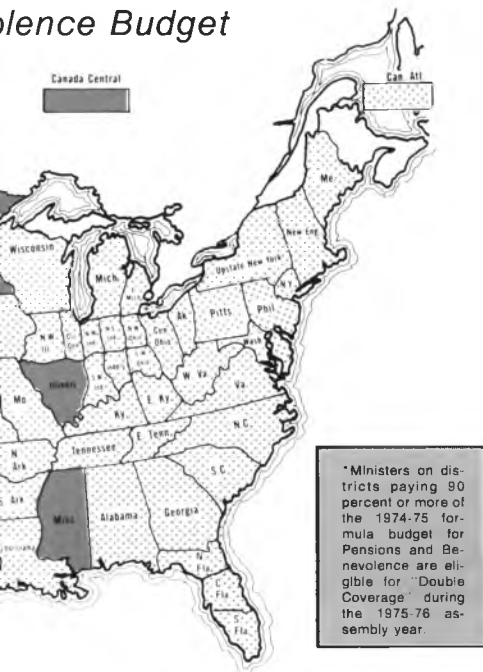 olence Budget
Canada Central
Can. Atl
Me.
Wisconsin
New Eng.
Upstate New York
Mich.
N.Y.
Pitts
Phil
Ak.
Cen. Ohio
N.W. Ill
Wash
W Va.
Va.
Illinois
Mo
Ky.
E Ky.
N.C.
N Ark
Tennessee
E Tenn.
S.C.
S Ark
Miss
Alabama
Georgia
N. Fla.
C Fla.
S. Fla.
*Ministers on dis-
tricts paying 90
percent or more of
the 1974-75 for-
mula budget for
Pensions and Be-
nevolence are eli-
gible for "Double
Coverage" during
the 1975-76 as-
sembly year.